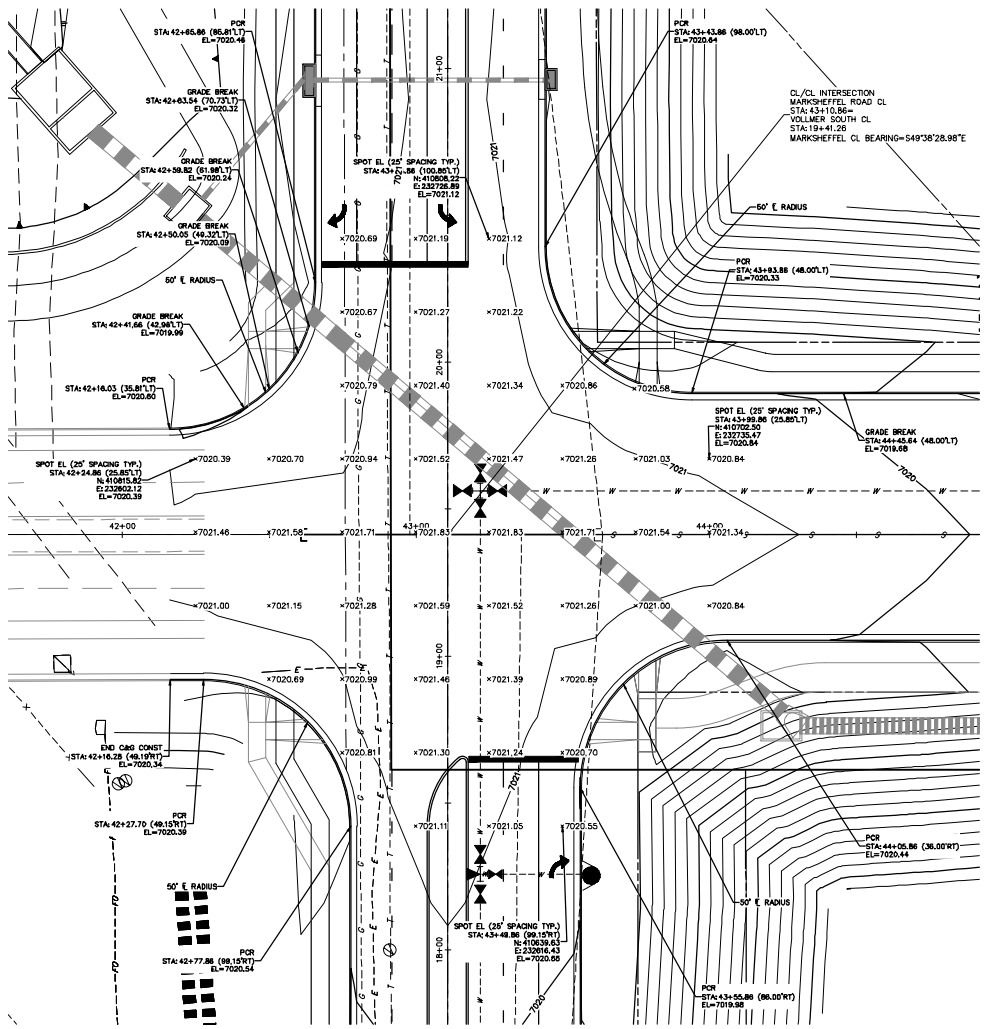 PCR
STA: 42+65.86 (85.81'LT)
EL=7020.46
PCR
STA: 43+43.86 (98.00'LT)
EL=7020.64
21+00
GRADE BREAK
STA: 42+63.54 (70.73'LT)
EL=7020.32
CL/CL INTERSECTION
MARKSHEFFEL ROAD CL
STA: 43+10.86=
VOLLMER SOUTH CL
STA: 19+41.26
MARKSHEFFEL CL BEARING=S49°38'28.98"E
7021
GRADE BREAK
STA: 42+59.82 (61.98'LT)
EL=7020.24
SPOT EL (25' SPACING TYP.)
(100.85'LT)
N: 410808.22
E: 232726.89
EL=7021.12
7021
50' FL RADIUS
GRADE BREAK
STA: 42+50.05 (49.32'LT)
EL=7020.09
×7020.69 ×7021.19 ×7021.12
50' FL RADIUS
PCR
STA: 43+93.86 (48.00'LT)
EL=7020.33
GRADE BREAK
STA: 42+41.66 (42.98'LT)
EL=7019.99
×7020.67 ×7021.27 ×7021.22
20+00
PCR
STA: 42+16.03 (35.81'LT)
EL=7020.60
×7020.79 ×7021.40 ×7021.34 ×7020.86 ×7020.58
SPOT EL (25' SPACING TYP.)
STA: 43+99.86 (25.85'LT)
N: 410702.50
E: 232735.47
EL=7020.84
GRADE BREAK
STA: 44+45.64 (48.00'LT)
EL=7019.68
SPOT EL (25' SPACING TYP.)
STA: 42+24.86 (25.85'LT)
N: 410815.82
E: 232602.12
EL=7020.39
×7020.39 ×7020.70 ×7020.94 ×7021.52 ×7021.47 ×7021.26 ×7021.03 ×7020.84
7021
7020
W W W W W W W
42+00 43+00 44+00
×7021.46 ×7021.58 ×7021.71 ×7021.83 ×7021.83 ×7021.71 ×7021.54 ×7021.34
S S S S S
×7021.00 ×7021.15 ×7021.28 ×7021.59 ×7021.52 ×7021.26 ×7021.00 ×7020.84
19+00
×7020.69 ×7020.99 ×7021.46 ×7021.39 ×7020.89
END C&G CONST
STA: 42+16.28 (49.19'RT)
EL=7020.34
×7020.81 ×7021.30 ×7021.24 ×7020.70
7021
PCR
STA: 42+27.70 (49.15'RT)
EL=7020.39
×7021.11 ×7021.05 ×7020.55
PCR
STA: 44+05.86 (36.00'RT)
EL=7020.44
50' FL RADIUS
50' FL RADIUS
SPOT EL (25' SPACING TYP.)
STA: 43+49.86 (99.15'RT)
N: 410639.63
E: 232616.43
EL=7020.55
18+00
PCR
STA: 42+77.86 (99.15'RT)
EL=7020.54
7020
PCR
STA: 43+55.86 (86.00'RT)
EL=7019.98